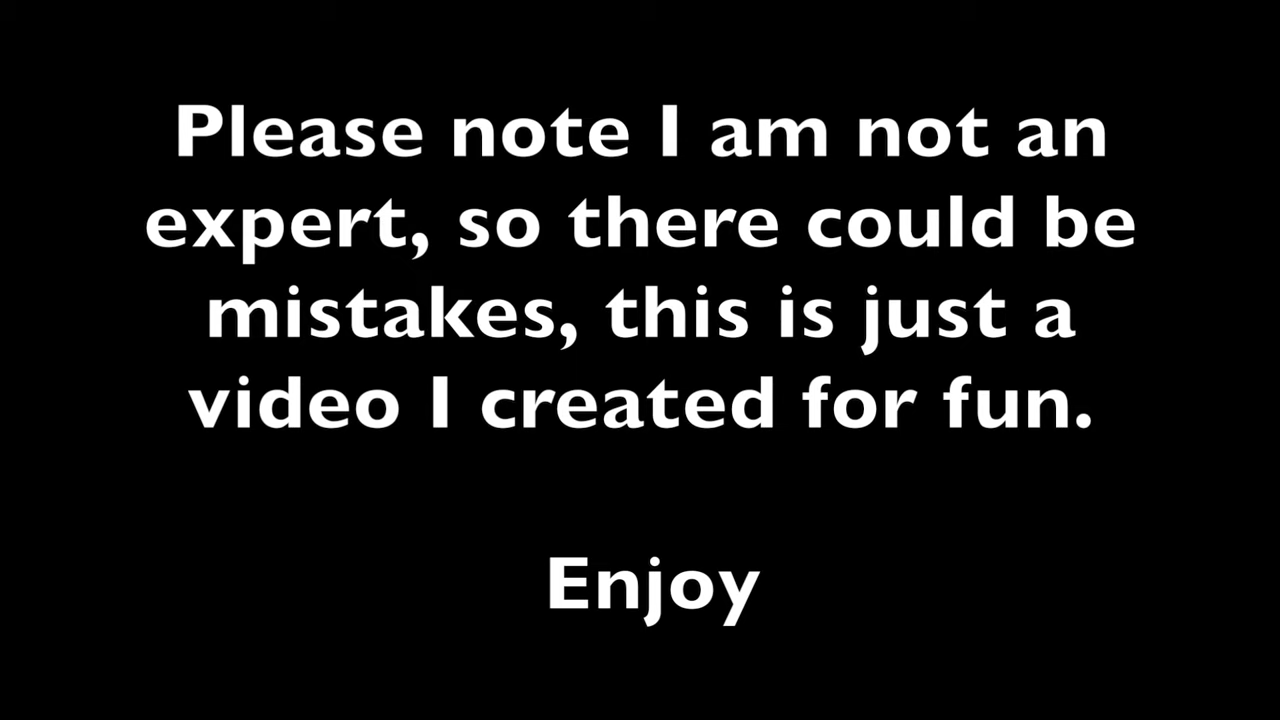 Please note I am not an
expert, so there could be
mistakes, this is just a
video I created for fun.
Enjoy